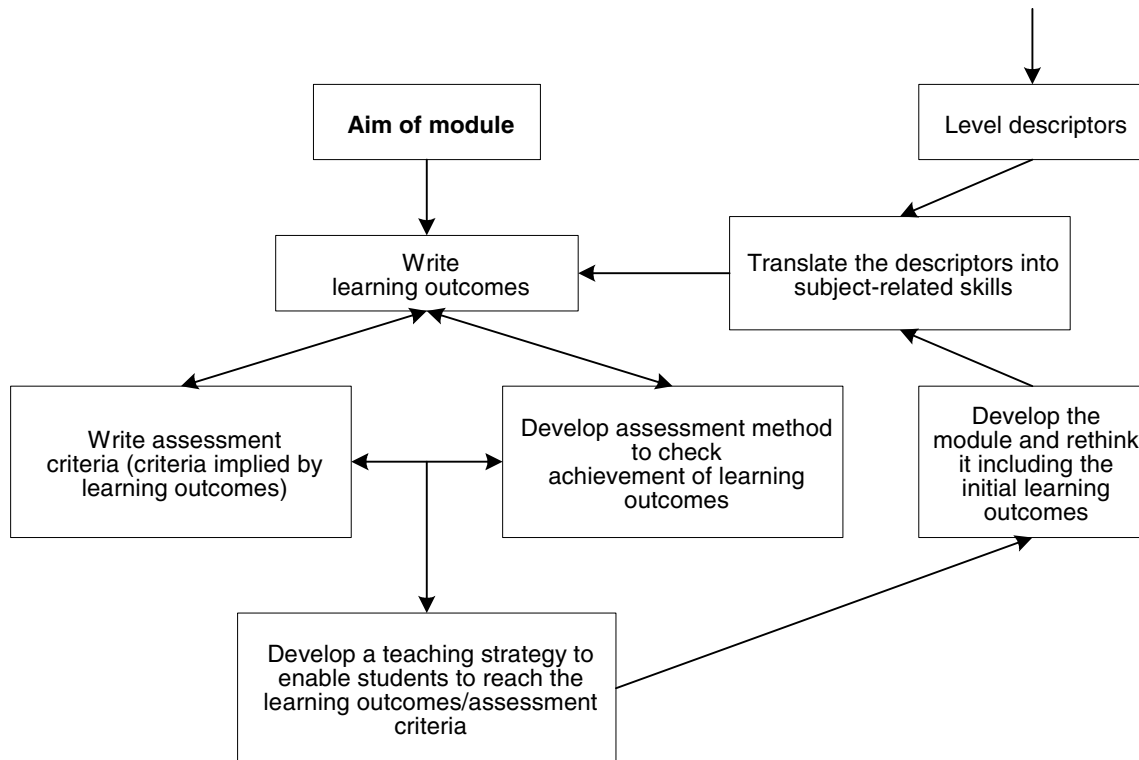 Aim of module
Level descriptors
Write
learning outcomes
Translate the descriptors into
subject-related skills
Write assessment
criteria (criteria implied by
learning outcomes)
Develop assessment method
to check
achievement of learning
outcomes
Develop the
module and rethink
it including the
initial learning
outcomes
Develop a teaching strategy to
enable students to reach the
learning outcomes/assessment
criteria